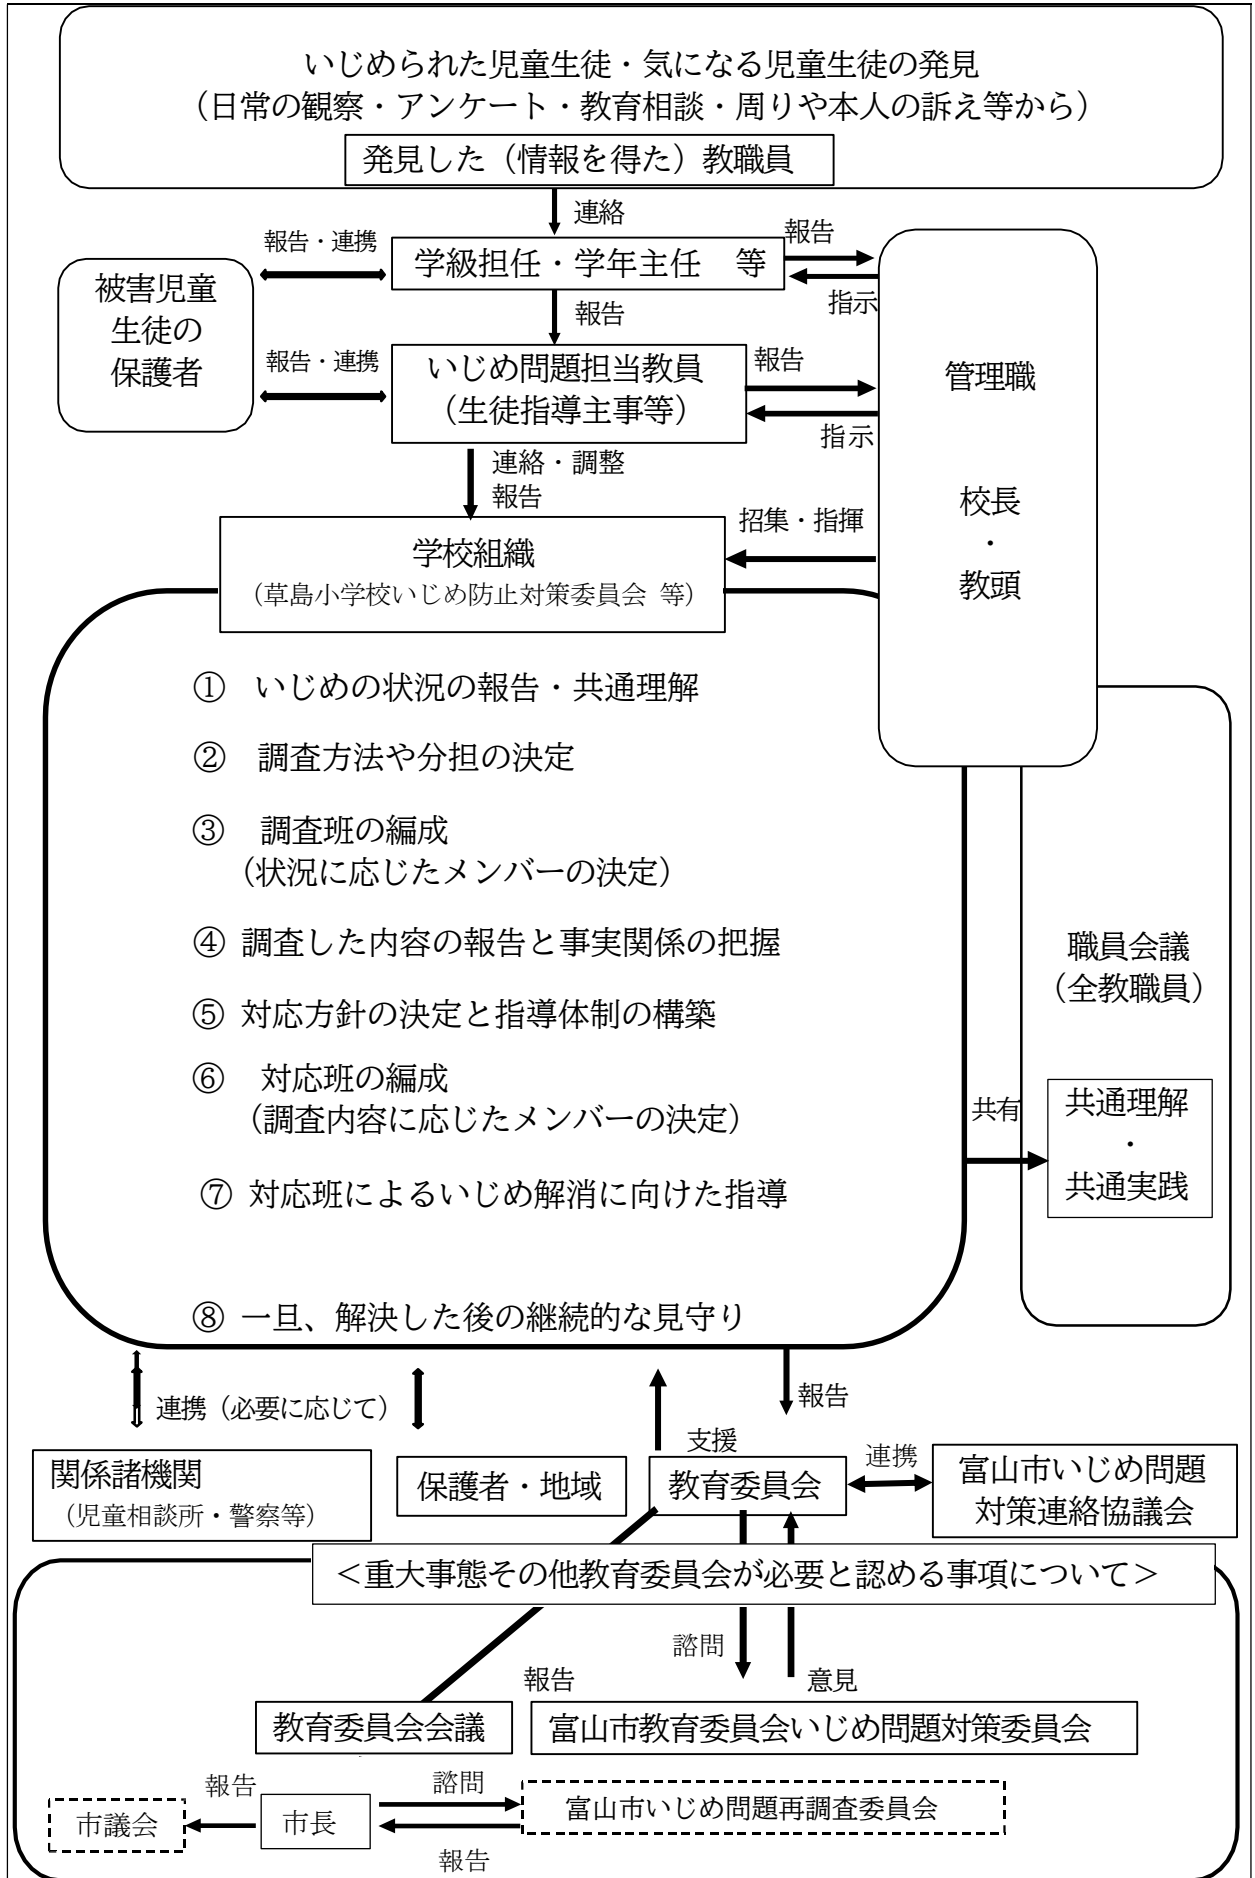 いじめられた児童生徒・気になる児童生徒の発見
（日常の観察・アンケート・教育相談・周りや本人の訴え等から）
発見した（情報を得た）教職員
連絡
報告・連携
学級担任・学年主任　等
報告
指示
被害児童
生徒の
保護者
報告
報告・連携
いじめ問題担当教員
（生徒指導主事等）
報告
指示
管理職
校長
・
教頭
連絡・調整
報告
招集・指揮
学校組織
（草島小学校いじめ防止対策委員会 等）
①　いじめの状況の報告・共通理解
②　調査方法や分担の決定
③　調査班の編成
（状況に応じたメンバーの決定）
④ 調査した内容の報告と事実関係の把握
⑤ 対応方針の決定と指導体制の構築
⑥　対応班の編成
（調査内容に応じたメンバーの決定）
⑦ 対応班によるいじめ解消に向けた指導
⑧ 一旦、解決した後の継続的な見守り
職員会議
（全教職員）
共有
共通理解
・
共通実践
連携（必要に応じて）
報告
支援
関係諸機関
（児童相談所・警察等）
保護者・地域
教育委員会
連携
富山市いじめ問題
対策連絡協議会
＜重大事態その他教育委員会が必要と認める事項について＞
諮問
報告
意見
教育委員会会議
富山市教育委員会いじめ問題対策委員会
報告
諮問
市議会
市長
富山市いじめ問題再調査委員会
報告